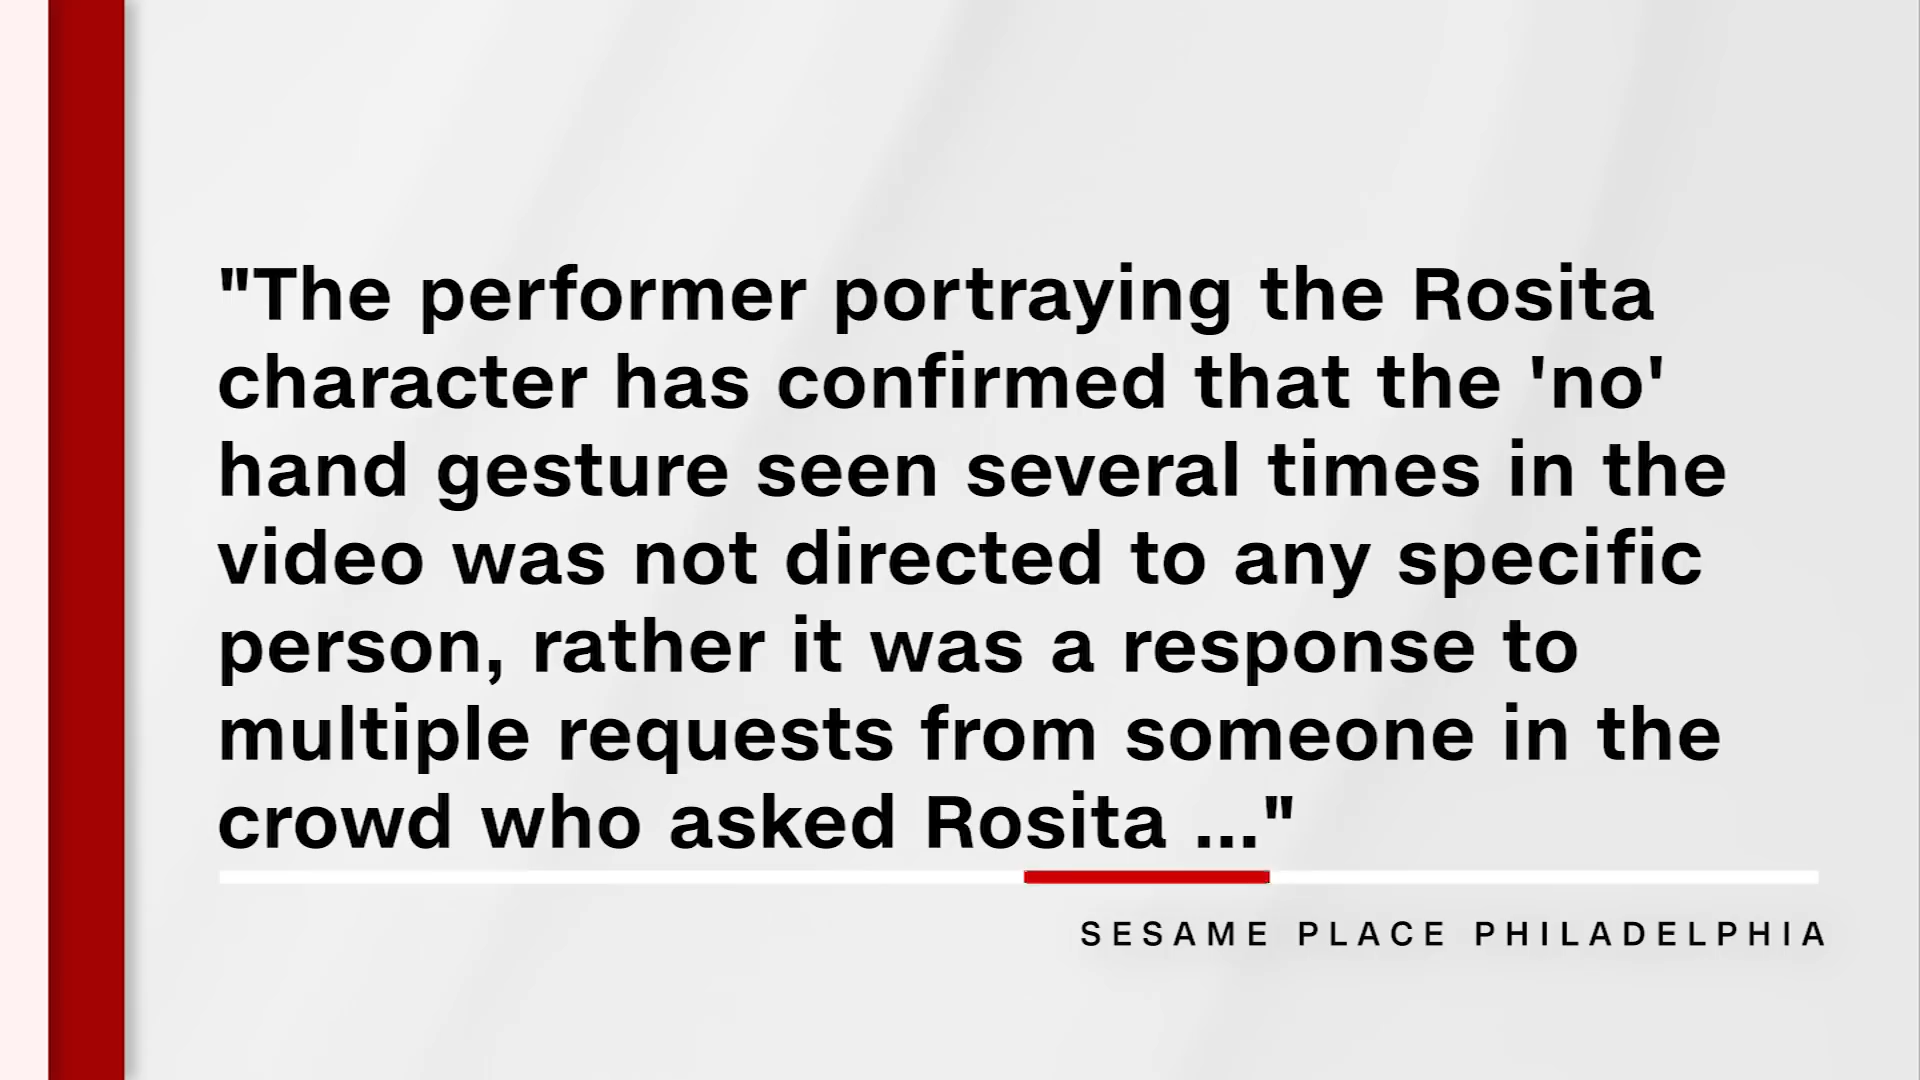 "The performer portraying the Rosita
character has confirmed that the 'no'
hand gesture seen several times in the
video was not directed to any specific
person, rather it was a response to
multiple requests from someone in the
crowd who asked Rosita ..."
SESAME PLACE PHILADELPHIA